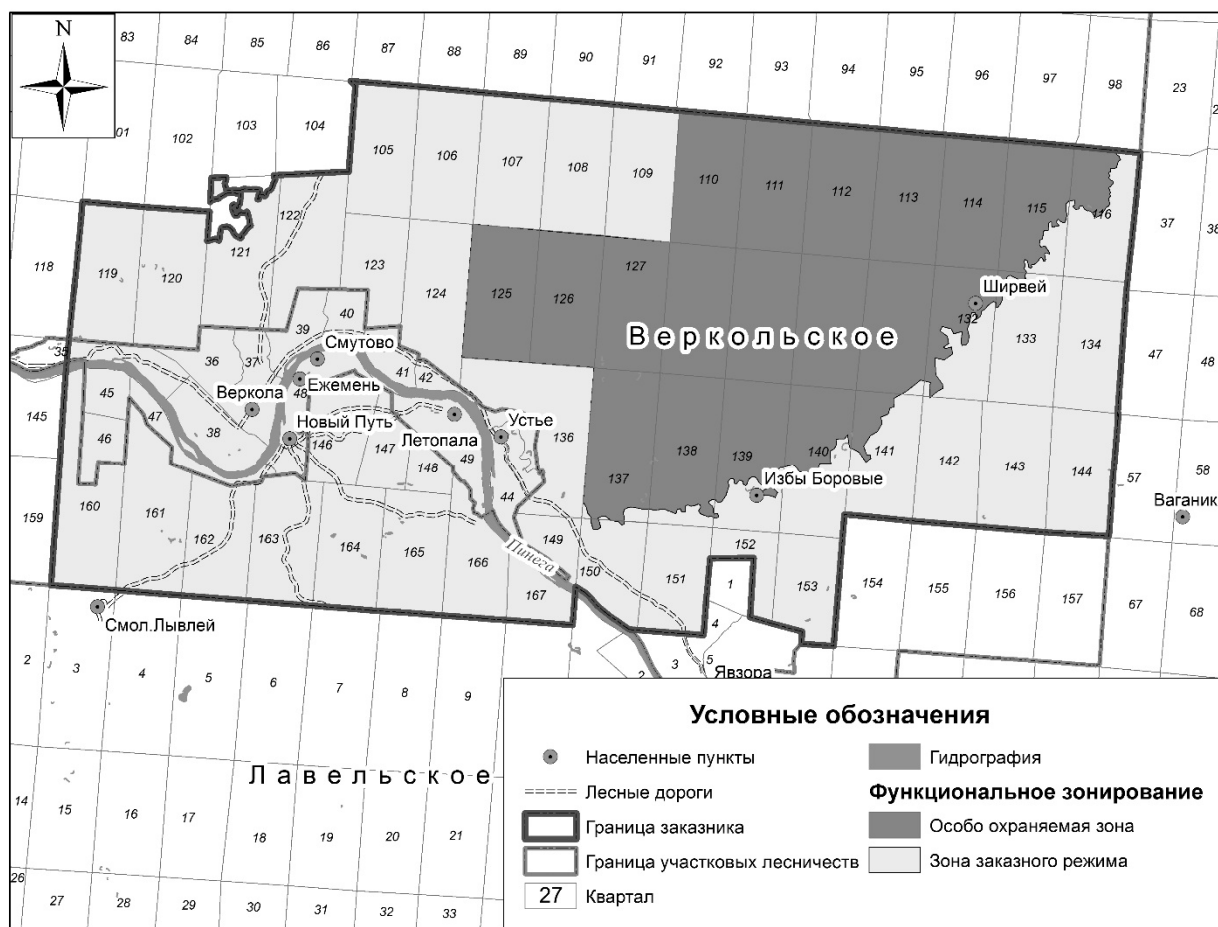 N
83 84 85 86 87 88 89 90 91 92 93 94 95 96 97 98 23
01 102 103 104
105 106 107 108 109 110 111 112 113 114 115 116 37 38
118 119 120 121 122 123 124 125 126 127
Ширвей
132 133 134 47 48
Веркольское
35 36 37 39 40
Смутово
41 42
Ежемень
48
Веркола
45 46 47 38
Новый Путь
145 146 147 148 49 44
Летопала
Устье
136 137 138 139 140 141 142 143 144 57 58
Избы Боровые
Ваганик
159 160 161 162 163 164 165 166 167
Пинега
149 150 151 152 153 154 155 156 157 67 68
1 4 5 3 2
Явзора
Смол.Лывлей
2 3 4 5 6 7 8 9
Лавельское
14 15 16 17 18 19 20 21
26 27 28 29 30 31 32 33
Условные обозначения
Населенные пункты
Лесные дороги
Граница заказника
Граница участковых лесничеств
27 Квартал
Гидрография
Функциональное зонирование
Особо охраняемая зона
Зона заказного режима